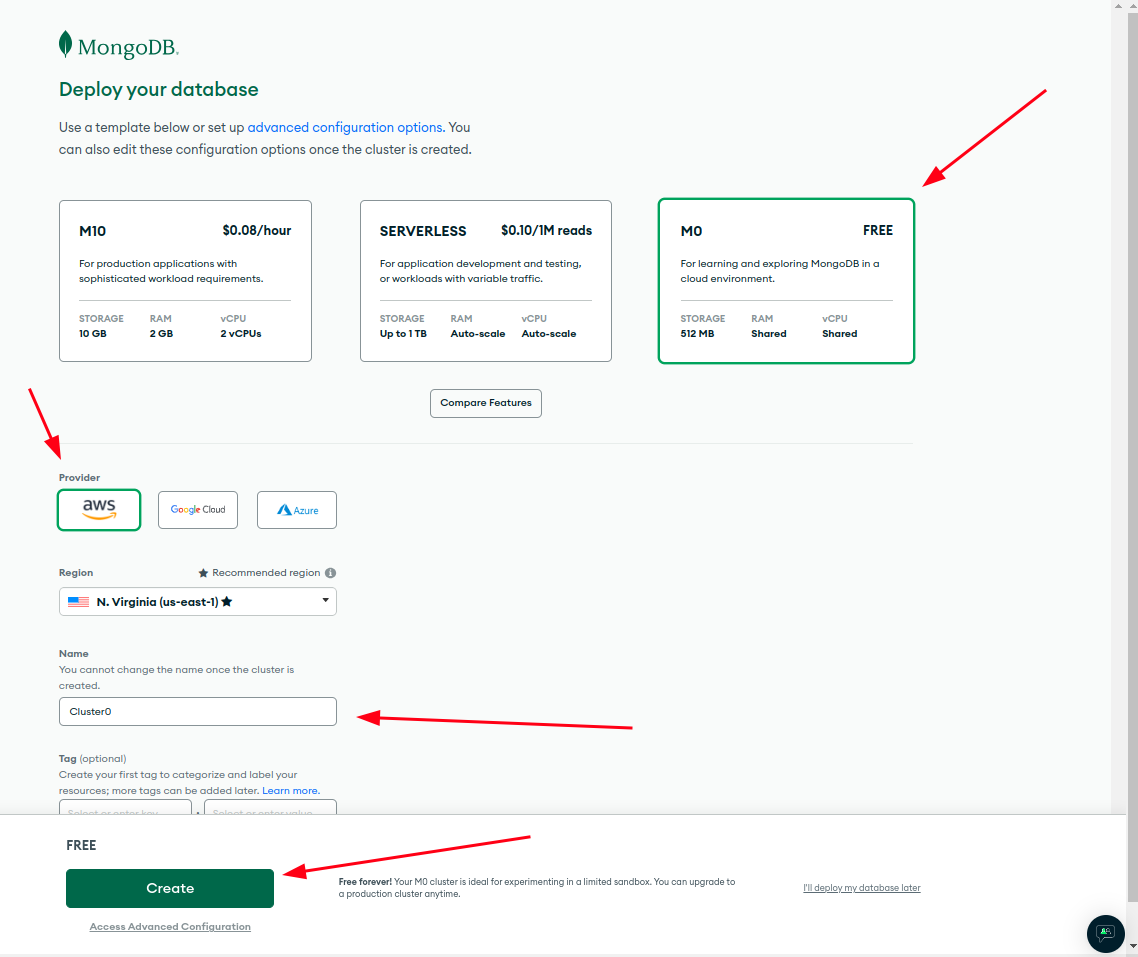 MongoDB.
Deploy your database
Use a template below or set up advanced configuration options. You
can also edit these configuration options once the cluster is created.
M10 $0.08/hour
For production applications with
sophisticated workload requirements.
STORAGE RAM vCPU
10 GB 2 GB 2 vCPUs
SERVERLESS $0.10/1M reads
For application development and testing,
or workloads with variable traffic.
STORAGE RAM vCPU
Up to 1 TB Auto-scale Auto-scale
M0 FREE
For learning and exploring MongoDB in a
cloud environment.
STORAGE RAM vCPU
512 MB Shared Shared
Compare Features
Provider
aws Google Cloud Azure
Region ★ Recommended region
N. Virginia (us-east-1) ★
Name
You cannot change the name once the cluster is
created.
Cluster0
Tag (optional)
Create your first tag to categorize and label your
resources; more tags can be added later. Learn more.
Select or enter key : Select or enter value
FREE
Create
Access Advanced Configuration
Free forever! Your M0 cluster is ideal for experimenting in a limited sandbox. You can upgrade to
a production cluster anytime.
I'll deploy my database later